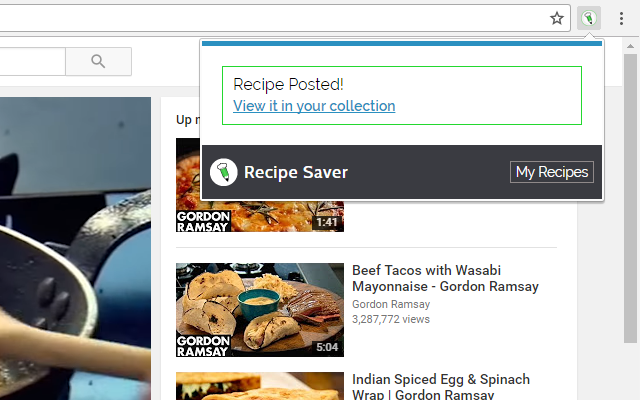 Recipe Posted!
View it in your collection
Recipe Saver
My Recipes
Up n
GORDON
RAMSAY
1:41
Beef Tacos with Wasabi
Mayonnaise - Gordon Ramsay
Gordon Ramsay
3,287,772 views
GORDON
RAMSAY
5:04
Indian Spiced Egg & Spinach
Wrap | Gordon Ramsay